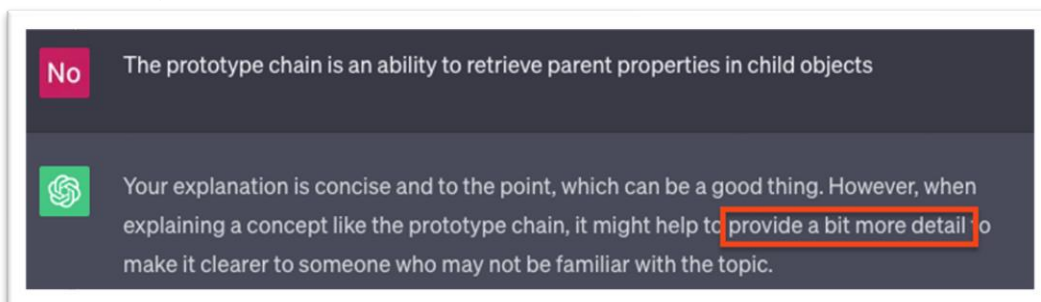 No
The prototype chain is an ability to retrieve parent properties in child objects
Your explanation is concise and to the point, which can be a good thing. However, when
explaining a concept like the prototype chain, it might help to provide a bit more detail to
make it clearer to someone who may not be familiar with the topic.